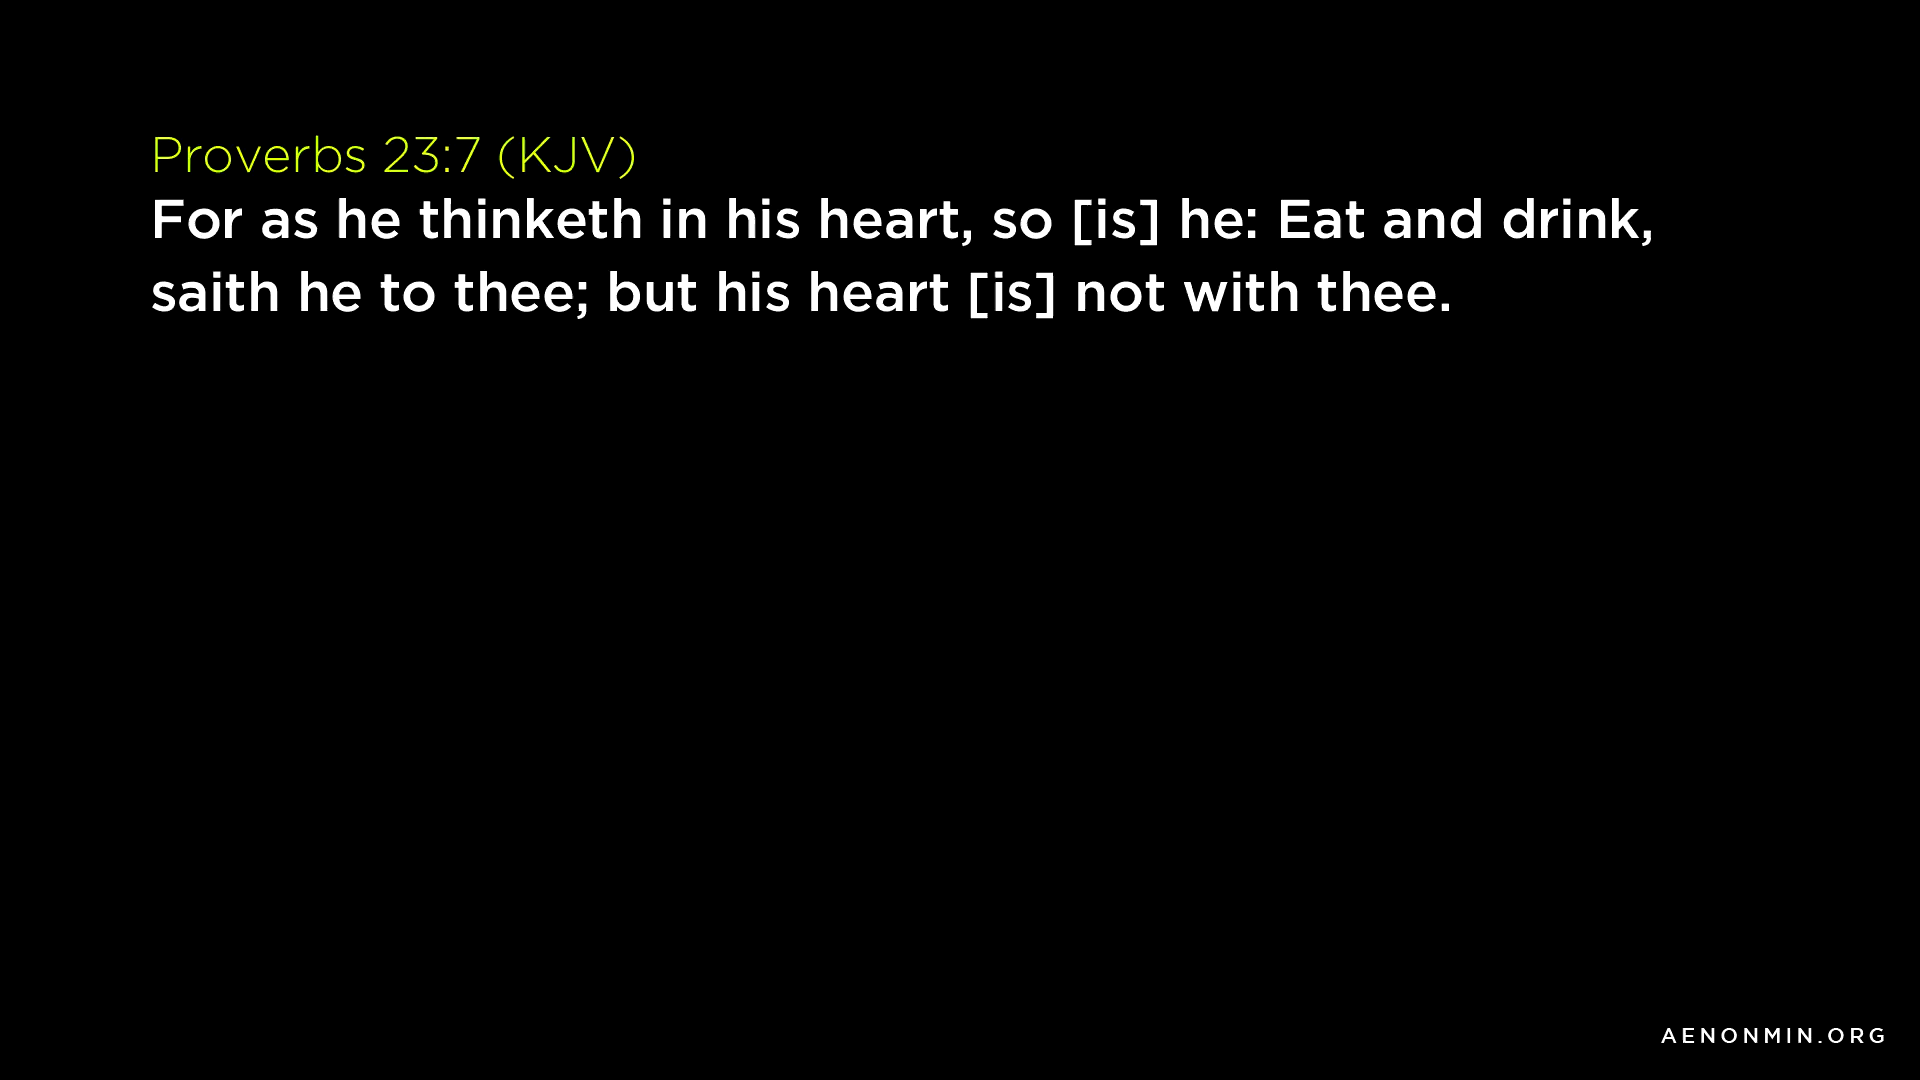 Proverbs 23:7 (KJV)
For as he thinketh in his heart, so [is] he: Eat and drink,
saith he to thee; but his heart [is] not with thee.
AENONMIN.ORG